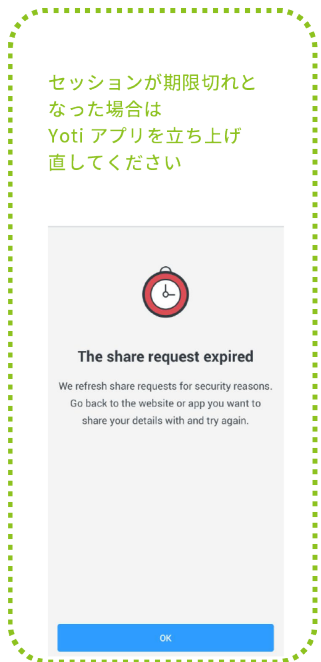 セッションが期限切れと
なった場合は
Yoti アプリを立ち上げ
直してください
The share request expired
We refresh share requests for security reasons.
Go back to the website or app you want to
share your details with and try again.
OK